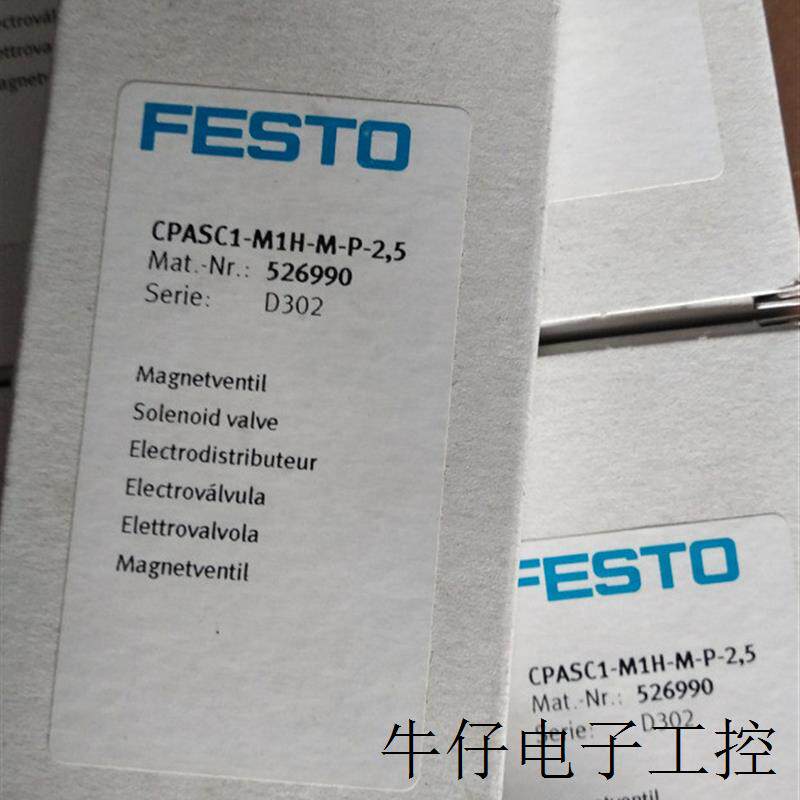 FESTO
CPASC1-M1H-M-P-2,5
Mat.-Nr.: 526990
Serie: D302
Magnetventil
Solenoid valve
Electrodistributeur
Electroválvula
Elettrovalvola
Magnetventil
FESTO
CPASC1-M1H-M-P-2,5
Mat.-Nr.: 526990
Serie: D302
牛仔电子工控